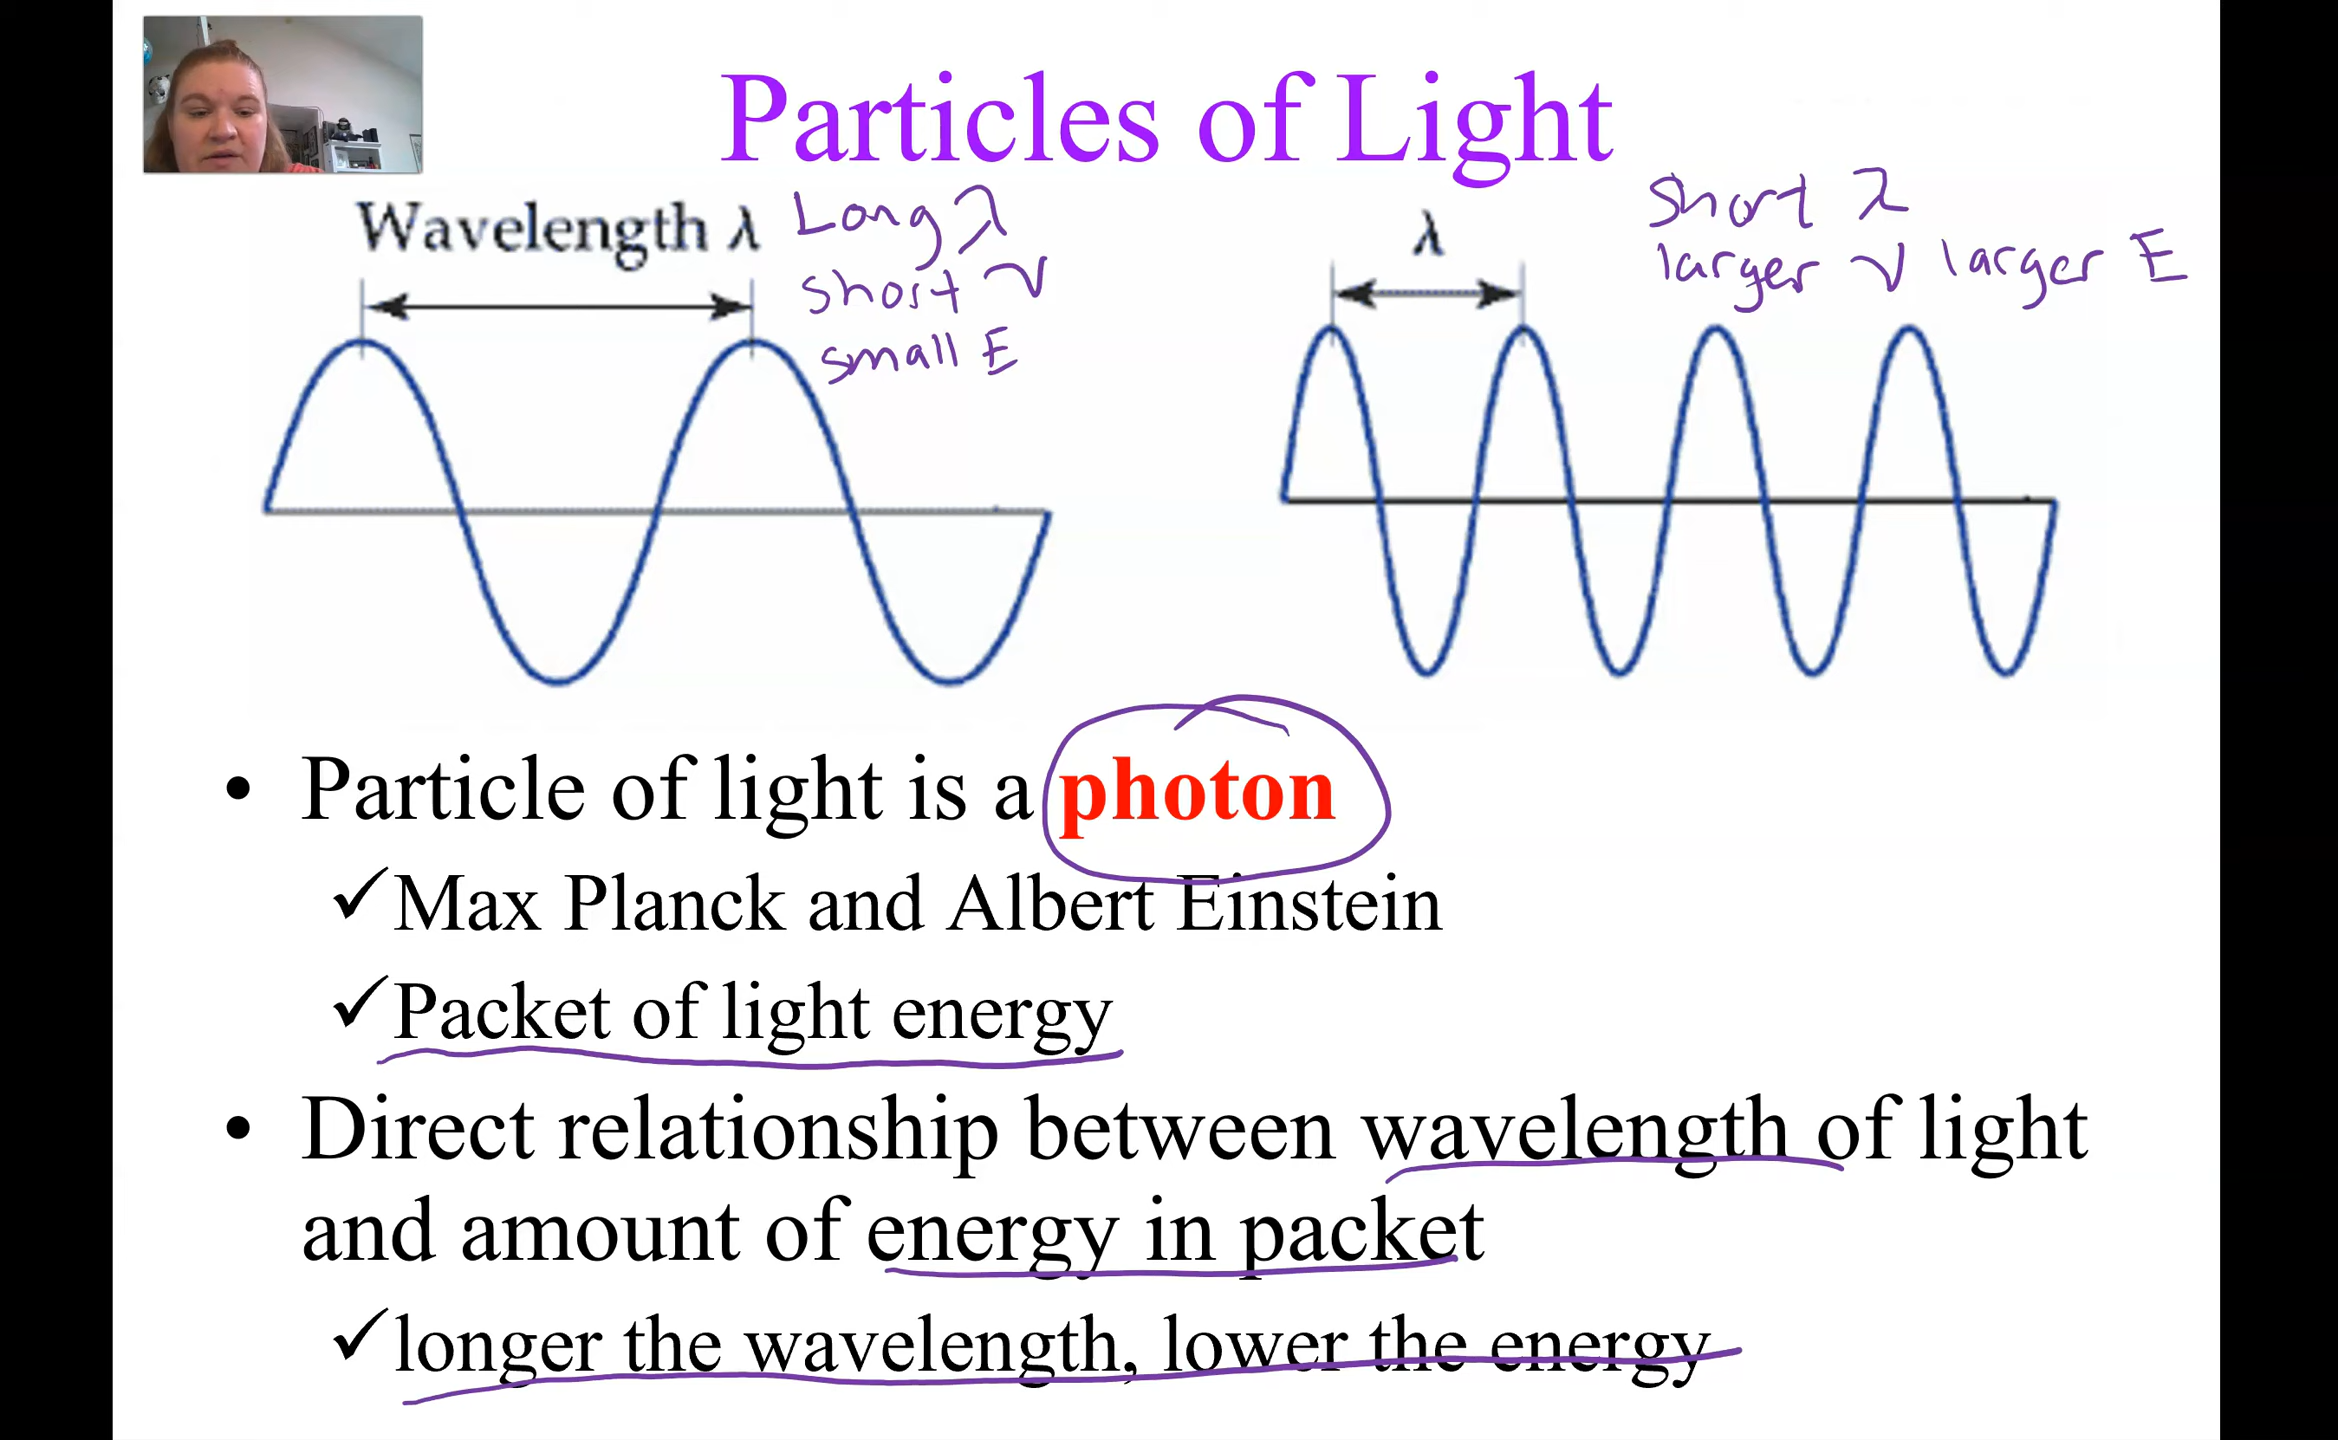 Particles of Light
Wavelength λ
Long λ
short ν
small E
λ
short λ
larger ν larger E
• Particle of light is a photon
✓Max Planck and Albert Einstein
✓Packet of light energy
• Direct relationship between wavelength of light
and amount of energy in packet
✓longer the wavelength, lower the energy